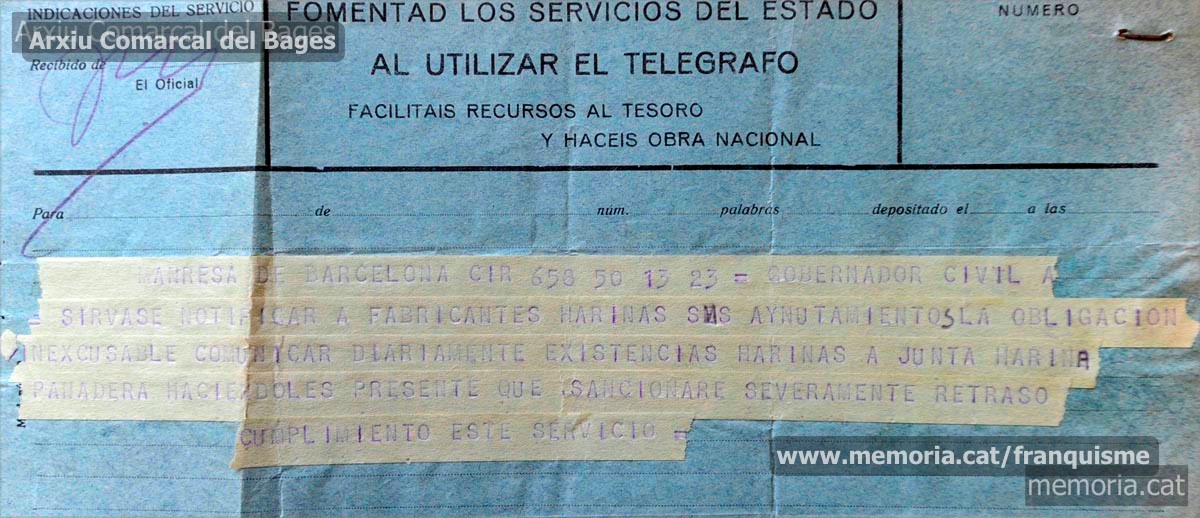 INDICACIONES DEL SERVICIO
FOMENTAD LOS SERVICIOS DEL ESTADO
NUMERO
Arxiu Comarcal del Bages
Arxiu Comarcal del Bages
AL UTILIZAR EL TELEGRAFO
Recibido de
El Oficial
FACILITAIS RECURSOS AL TESORO
Y HACEIS OBRA NACIONAL
Para de núm. palabras depositado el a las
MANRESA DE BARCELONA CIR 658 50 13 23 = GOBERNADOR CIVIL A
= SIRVASE NOTIFICAR A FABRICANTES HARINAS SUS AYNUTAMIENTOS LA OBLIGACION
INEXCUSABLE COMUNICAR DIARIAMENTE EXISTENCIAS HARINAS A JUNTA HARINA
PANADERA HACIENDOLES PRESENTE QUE SANCIONARE SEVERAMENTE RETRASO
CUMPLIMIENTO ESTE SERVICIO =
www.memoria.cat/franquisme
memoria.cat